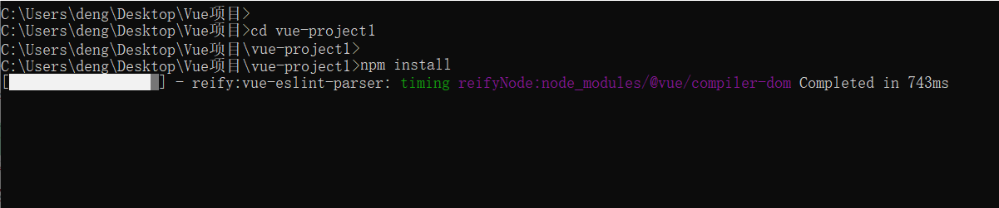 C:\Users\deng\Desktop\Vue项目>
C:\Users\deng\Desktop\Vue项目>cd vue-project1
C:\Users\deng\Desktop\Vue项目\vue-project1>
C:\Users\deng\Desktop\Vue项目\vue-project1>npm install
[                  ] - reify:vue-eslint-parser: timing reifyNode:node_modules/@vue/compiler-dom Completed in 743ms